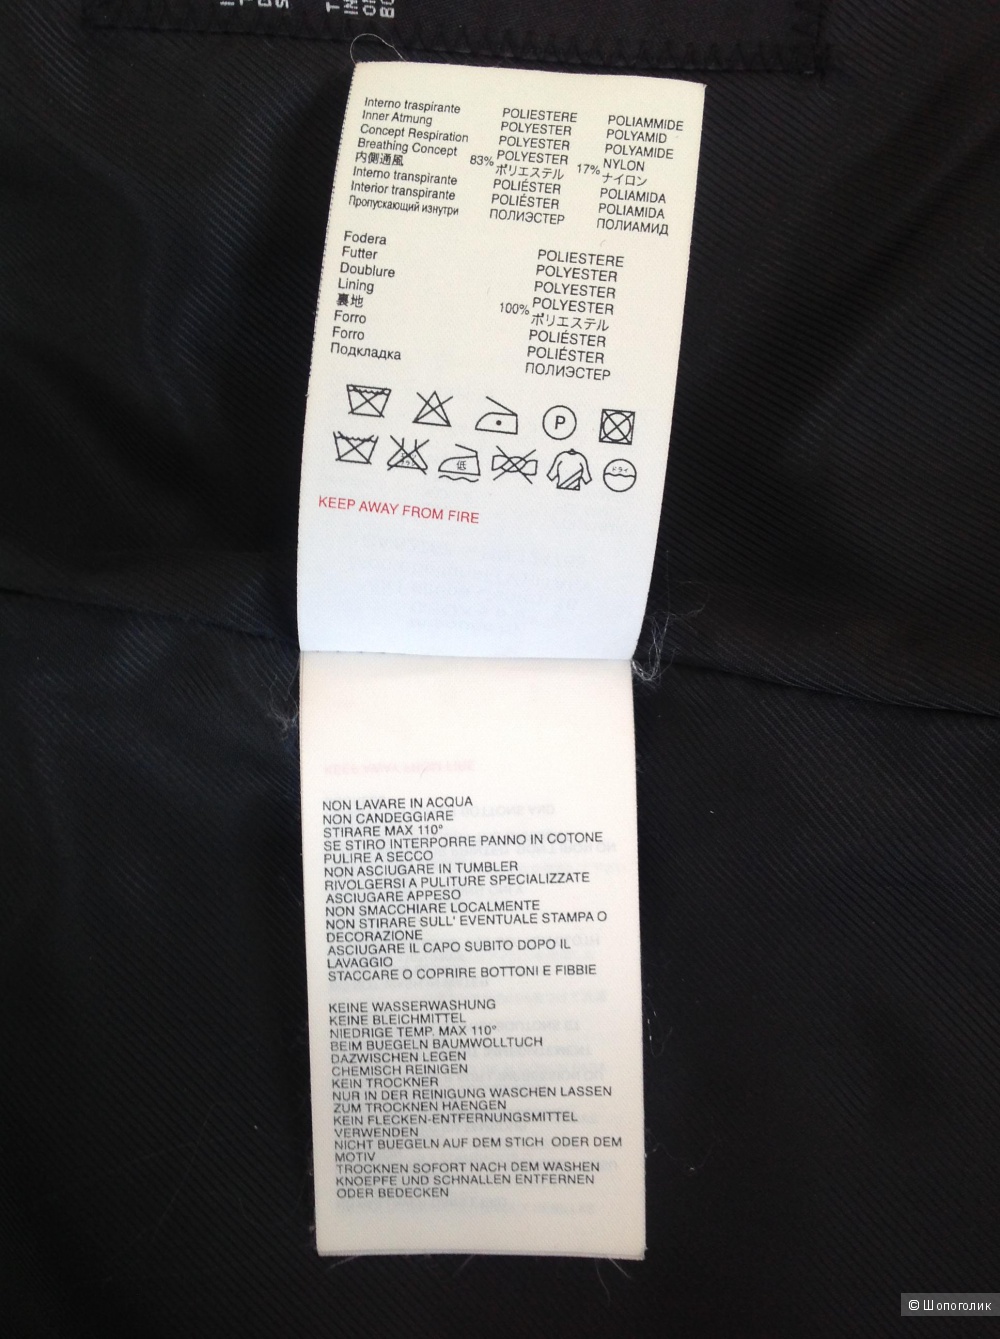 Interno traspirante
Inner Atmung
Concept Respiration
Breathing Concept
内側通風
Interno transpirante
Interior transpirante
Пропускающий изнутри
83%
POLIESTERE
POLYESTER
POLYESTER
POLYESTER
ポリエステル
POLIÉSTER
POLIÉSTER
ПОЛИЭСТЕР
17%
POLIAMMIDE
POLYAMID
POLYAMIDE
NYLON
ナイロン
POLIAMIDA
POLIAMIDA
ПОЛИАМИД
Fodera
Futter
Doublure
Lining
裏地
Forro
Forro
Подкладка
100%
POLIESTERE
POLYESTER
POLYESTER
POLYESTER
ポリエステル
POLIÉSTER
POLIÉSTER
ПОЛИЭСТЕР
P
低
ドライ
KEEP AWAY FROM FIRE
NON LAVARE IN ACQUA
NON CANDEGGIARE
STIRARE MAX 110°
SE STIRO INTERPORRE PANNO IN COTONE
PULIRE A SECCO
NON ASCIUGARE IN TUMBLER
RIVOLGERSI A PULITURE SPECIALIZZATE
ASCIUGARE APPESO
NON SMACCHIARE LOCALMENTE
NON STIRARE SULL' EVENTUALE STAMPA O
DECORAZIONE
ASCIUGARE IL CAPO SUBITO DOPO IL
LAVAGGIO
STACCARE O COPRIRE BOTTONI E FIBBIE
KEINE WASSERWASHUNG
KEINE BLEICHMITTEL
NIEDRIGE TEMP. MAX 110°
BEIM BUEGELN BAUMWOLLTUCH
DAZWISCHEN LEGEN
CHEMISCH REINIGEN
KEIN TROCKNER
NUR IN DER REINIGUNG WASCHEN LASSEN
ZUM TROCKNEN HAENGEN
KEIN FLECKEN-ENTFERNUNGSMITTEL
VERWENDEN
NICHT BUEGELN AUF DEM STICH ODER DEM
MOTIV
TROCKNEN SOFORT NACH DEM WASHEN
KNOEPFE UND SCHNALLEN ENTFERNEN
ODER BEDECKEN
© Шопоголик